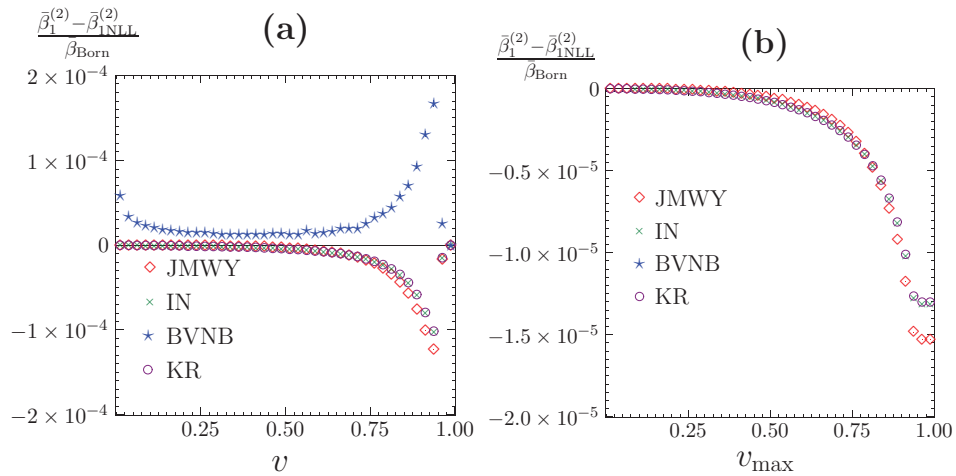 (a)
β̄₁⁽²⁾−β̄₁NLL⁽²⁾
β̄Born
2 × 10⁻⁴
1 × 10⁻⁴
0
−1 × 10⁻⁴
−2 × 10⁻⁴
JMWY
IN
BVNB
KR
0.25 0.50 0.75 1.00
v
(b)
β̄₁⁽²⁾−β̄₁NLL⁽²⁾
β̄Born
0
−0.5 × 10⁻⁵
−1.0 × 10⁻⁵
−1.5 × 10⁻⁵
−2.0 × 10⁻⁵
JMWY
IN
BVNB
KR
0.25 0.50 0.75 1.00
vmax